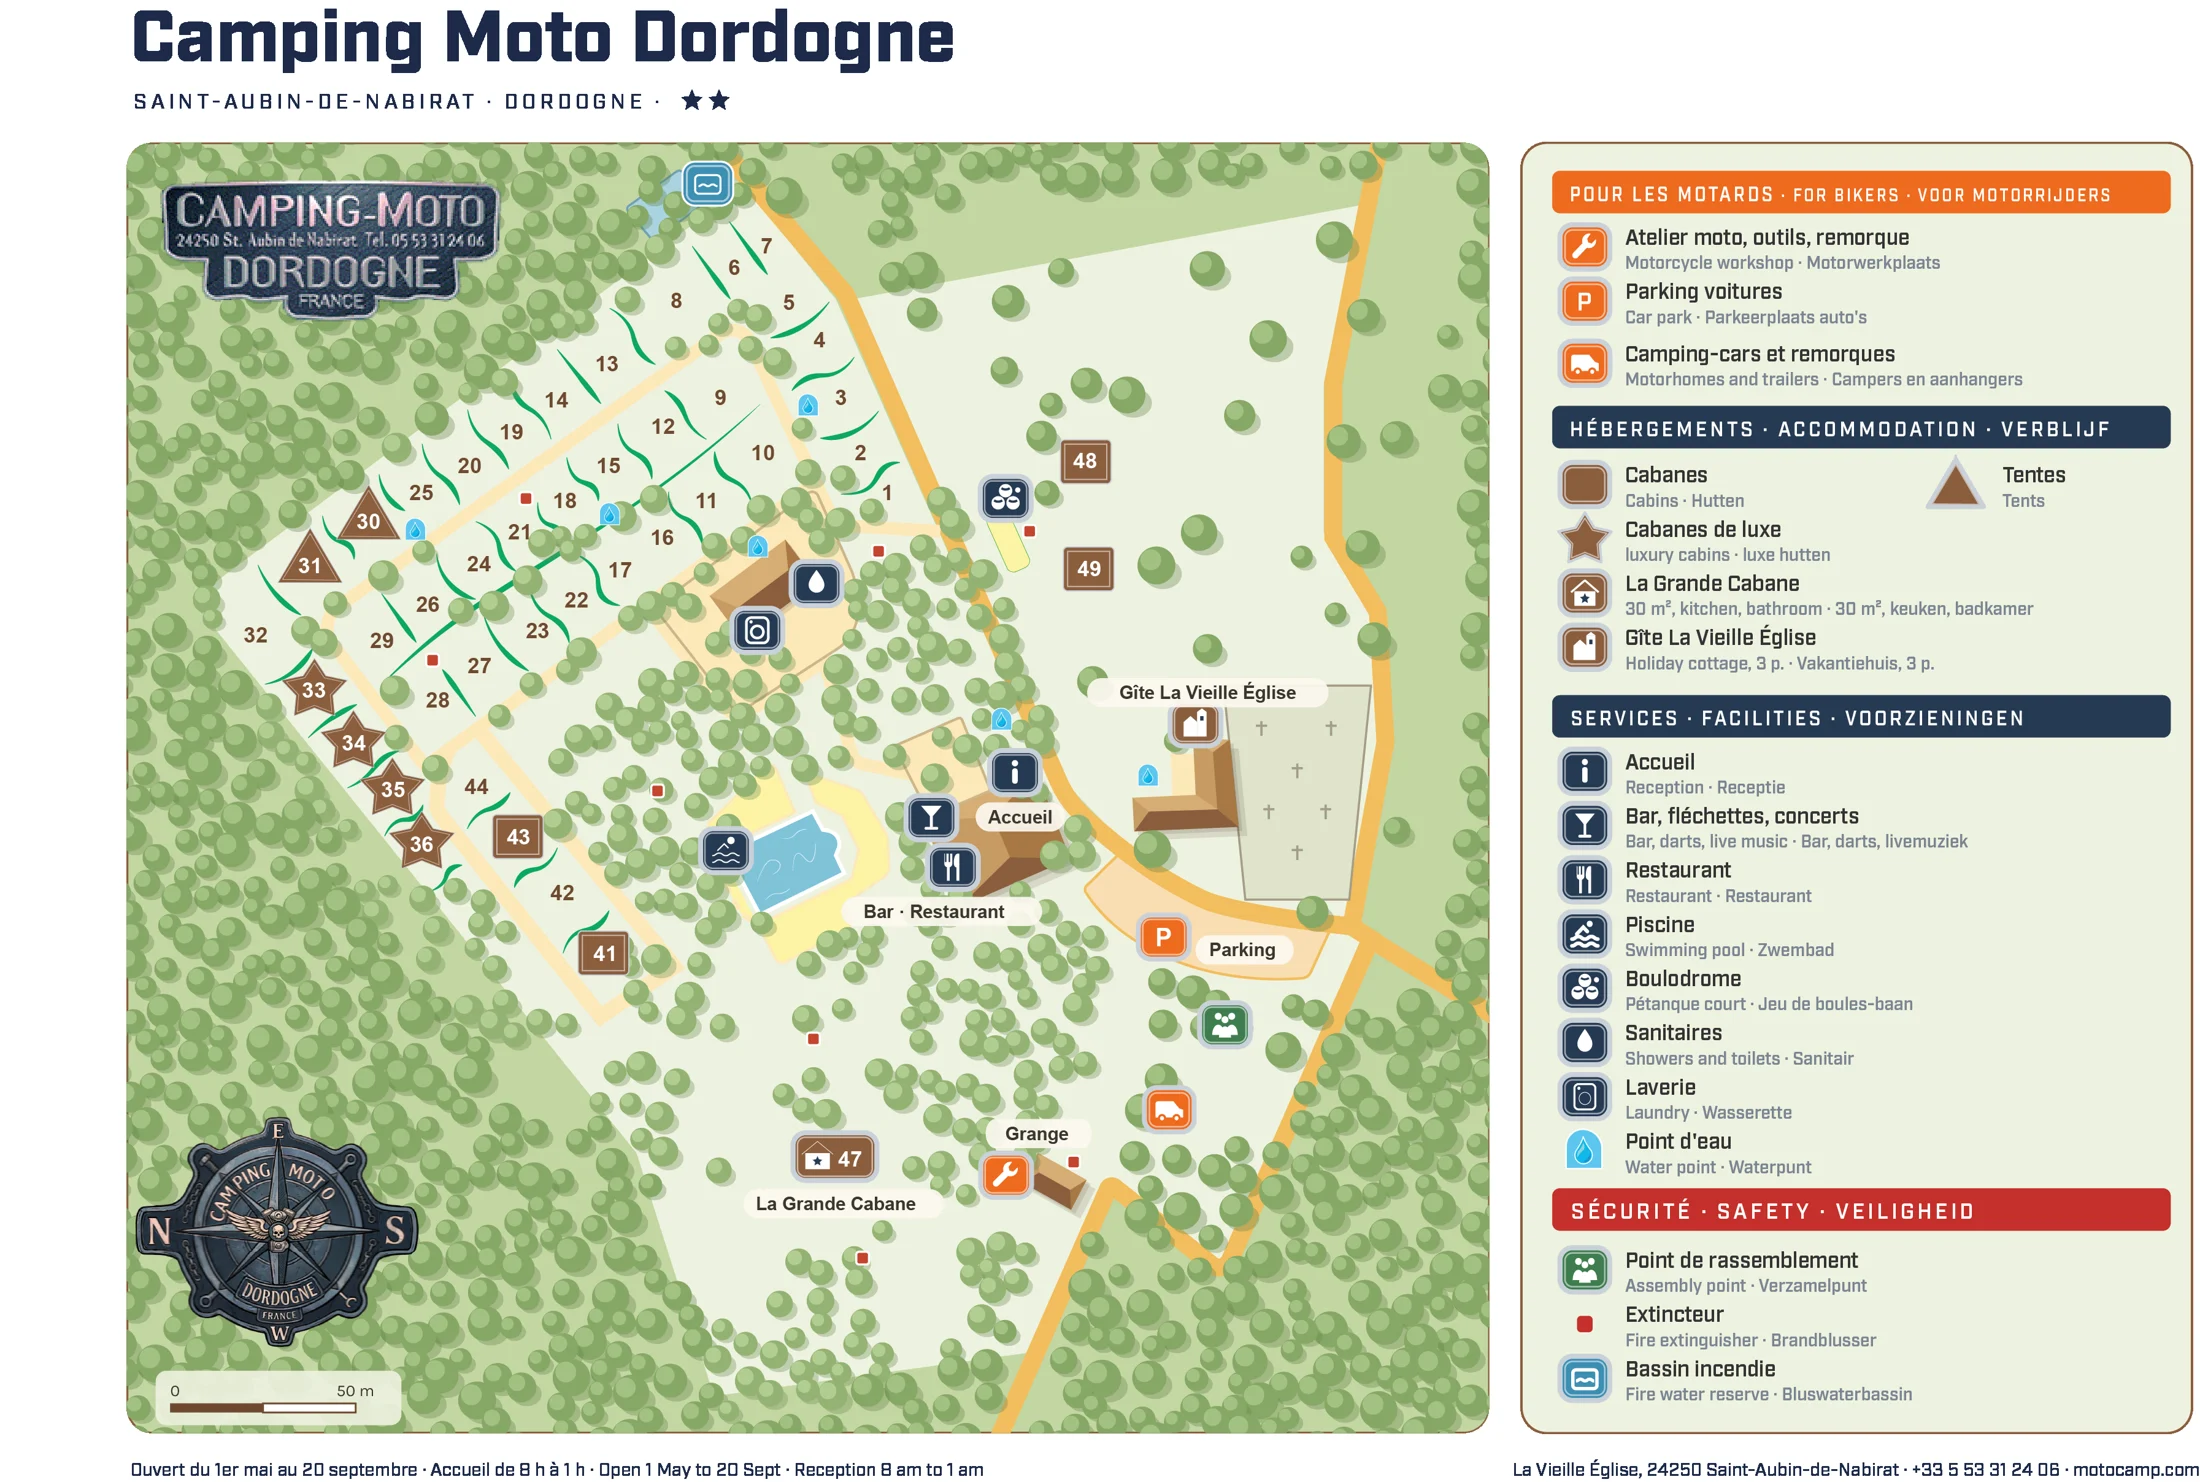 Camping Moto Dordogne
SAINT-AUBIN-DE-NABIRAT · DORDOGNE ·
CAMPING-MOTO
24250 St. Aubin de Nabirat Tel. 05 53 31 24 06
DORDOGNE
FRANCE
7
6
8
5
4
13
9
3
14
12
19
10
2
20
15
25
11
1
18
30
21
16
31
24
17
26
22
32
29
23
27
33
28
34
44
35
43
36
42
41
48
49
Gîte La Vieille Église
Accueil
Bar · Restaurant
P
Parking
Grange
47
La Grande Cabane
E
CAMPING MOTO
N
S
DORDOGNE
FRANCE
W
0 50 m
POUR LES MOTARDS · FOR BIKERS · VOOR MOTORRIJDERS
Atelier moto, outils, remorque
Motorcycle workshop · Motorwerkplaats
P
Parking voitures
Car park · Parkeerplaats auto's
Camping-cars et remorques
Motorhomes and trailers · Campers en aanhangers
HÉBERGEMENTS · ACCOMMODATION · VERBLIJF
Cabanes
Cabins · Hutten
Tentes
Tents
Cabanes de luxe
luxury cabins · luxe hutten
La Grande Cabane
30 m², kitchen, bathroom · 30 m², keuken, badkamer
Gîte La Vieille Église
Holiday cottage, 3 p. · Vakantiehuis, 3 p.
SERVICES · FACILITIES · VOORZIENINGEN
Accueil
Reception · Receptie
Bar, fléchettes, concerts
Bar, darts, live music · Bar, darts, livemuziek
Restaurant
Restaurant · Restaurant
Piscine
Swimming pool · Zwembad
Boulodrome
Pétanque court · Jeu de boules-baan
Sanitaires
Showers and toilets · Sanitair
Laverie
Laundry · Wasserette
Point d'eau
Water point · Waterpunt
SÉCURITÉ · SAFETY · VEILIGHEID
Point de rassemblement
Assembly point · Verzamelpunt
Extincteur
Fire extinguisher · Brandblusser
Bassin incendie
Fire water reserve · Bluswaterbassin
Ouvert du 1er mai au 20 septembre · Accueil de 8 h à 1 h · Open 1 May to 20 Sept · Reception 8 am to 1 am
La Vieille Église, 24250 Saint-Aubin-de-Nabirat · +33 5 53 31 24 06 · motocamp.com